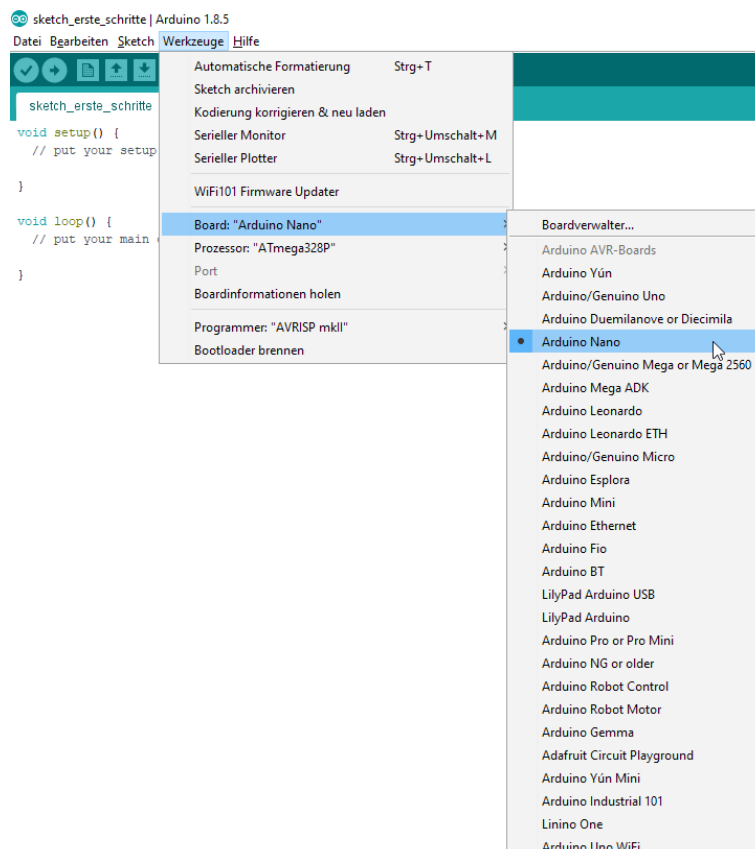 sketch_erste_schritte | Arduino 1.8.5
Datei Bearbeiten Sketch Werkzeuge Hilfe
sketch_erste_schritte
void setup() {
// put your setup
}
void loop() {
// put your main
}
Automatische Formatierung Strg+T
Sketch archivieren
Kodierung korrigieren & neu laden
Serieller Monitor Strg+Umschalt+M
Serieller Plotter Strg+Umschalt+L
WiFi101 Firmware Updater
Board: "Arduino Nano"
Prozessor: "ATmega328P"
Port
Boardinformationen holen
Programmer: "AVRISP mkII"
Bootloader brennen
Boardverwalter...
Arduino AVR-Boards
Arduino Yún
Arduino/Genuino Uno
Arduino Duemilanove or Diecimila
Arduino Nano
Arduino/Genuino Mega or Mega 2560
Arduino Mega ADK
Arduino Leonardo
Arduino Leonardo ETH
Arduino/Genuino Micro
Arduino Esplora
Arduino Mini
Arduino Ethernet
Arduino Fio
Arduino BT
LilyPad Arduino USB
LilyPad Arduino
Arduino Pro or Pro Mini
Arduino NG or older
Arduino Robot Control
Arduino Robot Motor
Arduino Gemma
Adafruit Circuit Playground
Arduino Yún Mini
Arduino Industrial 101
Linino One
Arduino Uno WiFi